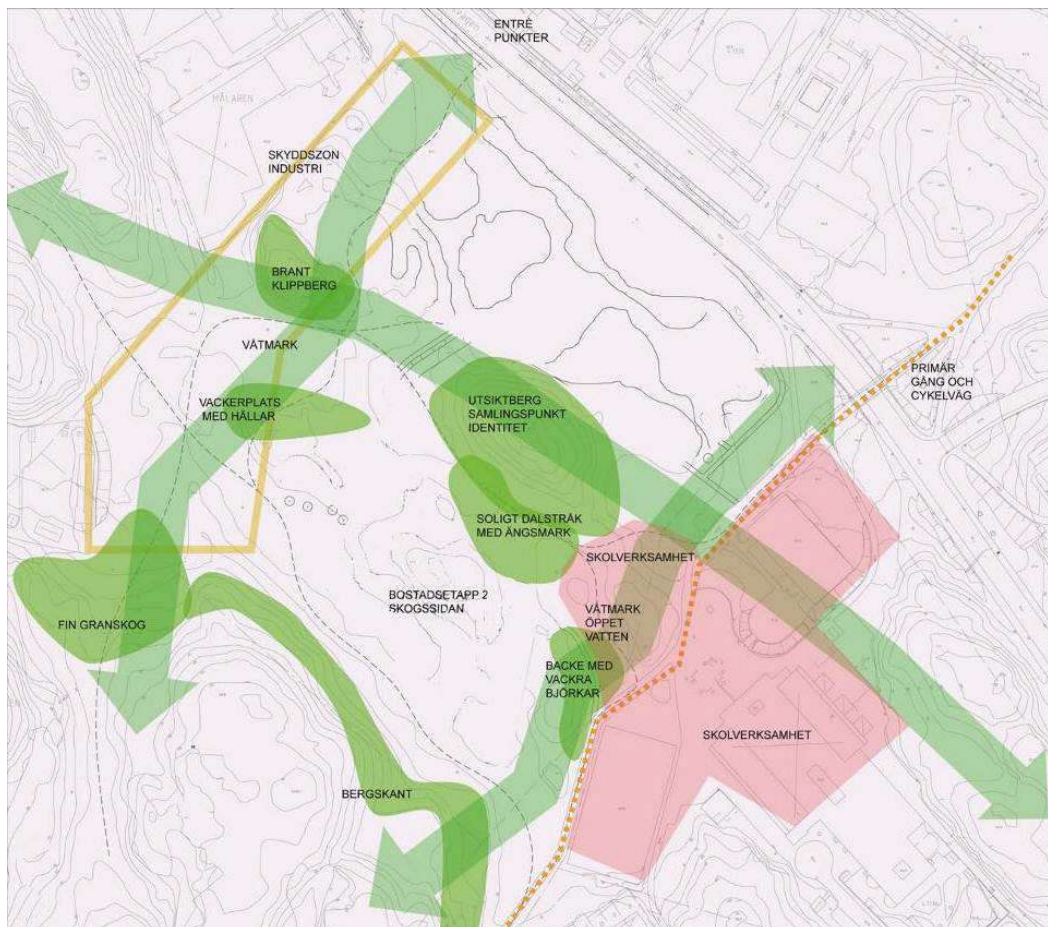 ENTRÈ
PUNKTER
MÄLAREN
SKYDDSZON
INDUSTRI
BRANT
KLIPPBERG
VÅTMARK
PRIMÄR
GÅNG OCH
CYKELVÄG
VACKERPLATS
MED HÄLLAR
UTSIKTBERG
SAMLINGSPUNKT
IDENTITET
SOLIGT DALSTRÅK
MED ÄNGSMARK
SKOLVERKSAMHET
BOSTADSETAPP 2
SKOGSSIDAN
VÅTMARK
ÖPPET
VATTEN
FIN GRANSKOG
BACKE MED
VACKRA
BJÖRKAR
SKOLVERKSAMHET
BERGSKANT